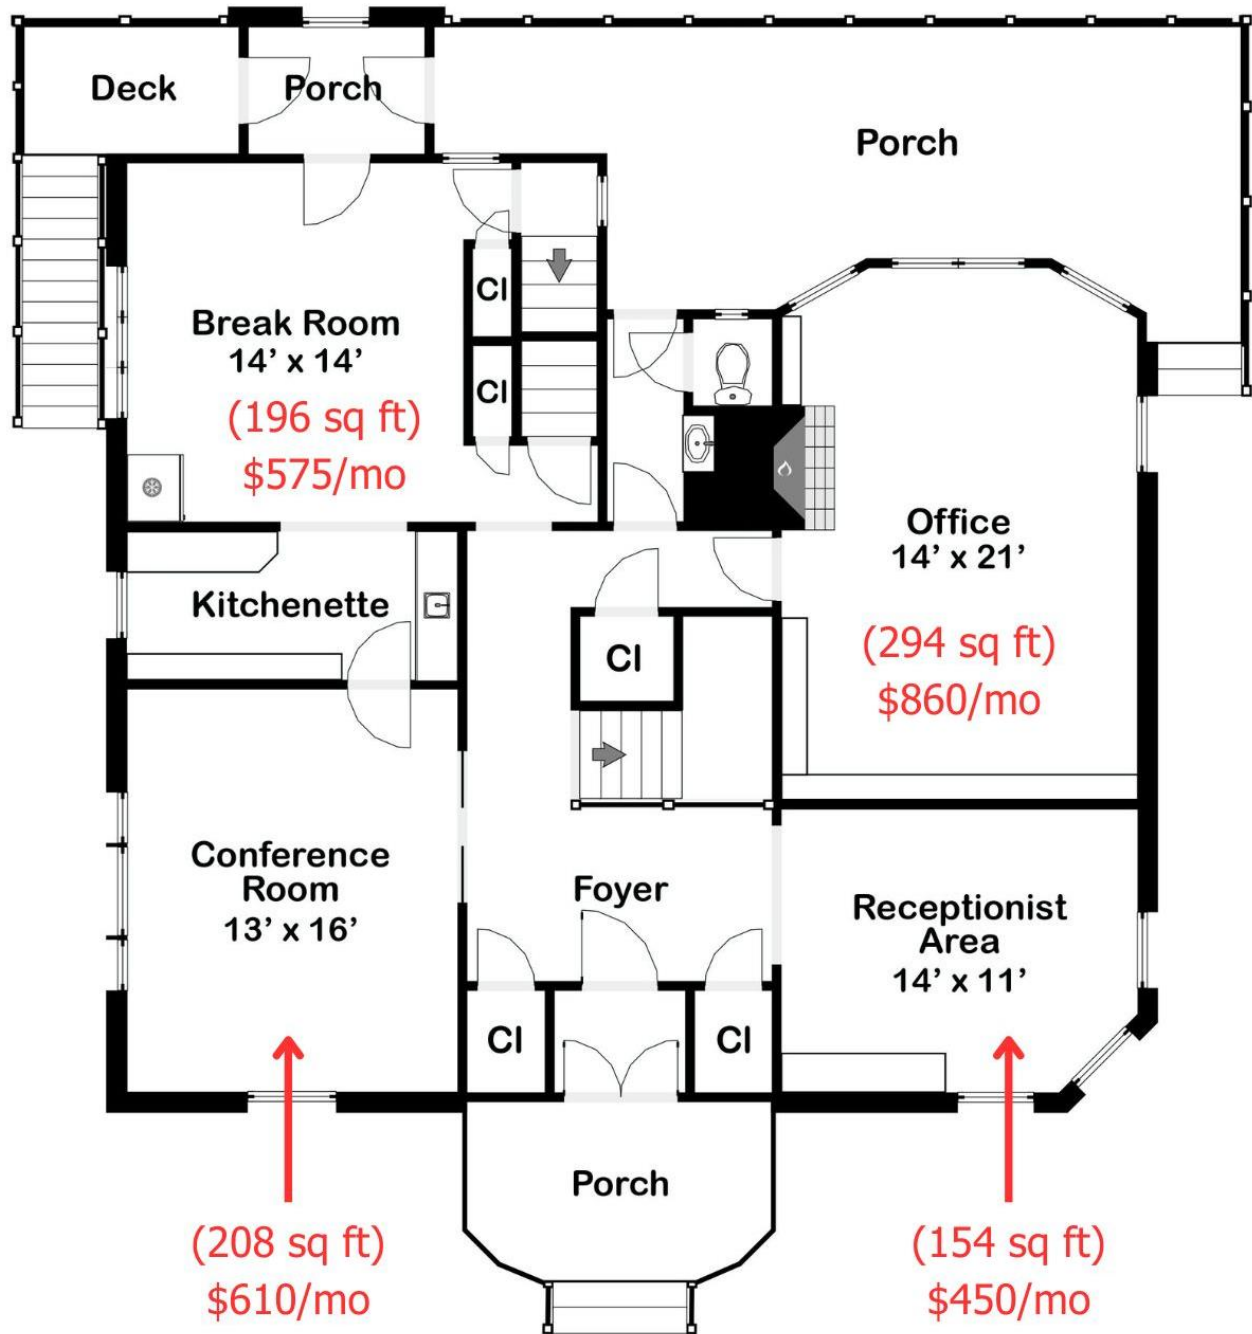 Deck
Porch
Porch
Break Room
14' x 14'
(196 sq ft)
$575/mo
Cl
Cl
Office
14' x 21'
(294 sq ft)
$860/mo
Kitchenette
Cl
Conference
Room
13' x 16'
Foyer
Receptionist
Area
14' x 11'
Cl
Cl
Porch
(208 sq ft)
$610/mo
(154 sq ft)
$450/mo